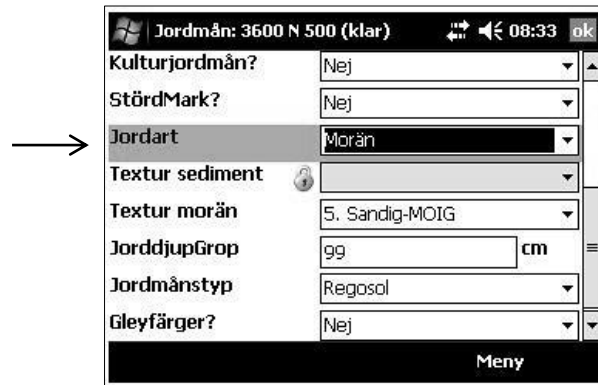 Jordmån: 3600 N 500 (klar) 08:33 ok
Kulturjordmån? Nej
StördMark? Nej
Jordart Morän
Textur sediment
Textur morän 5. Sandig-MOIG
JorddjupGrop 99 cm
Jordmånstyp Regosol
Gleyfärger? Nej
Meny